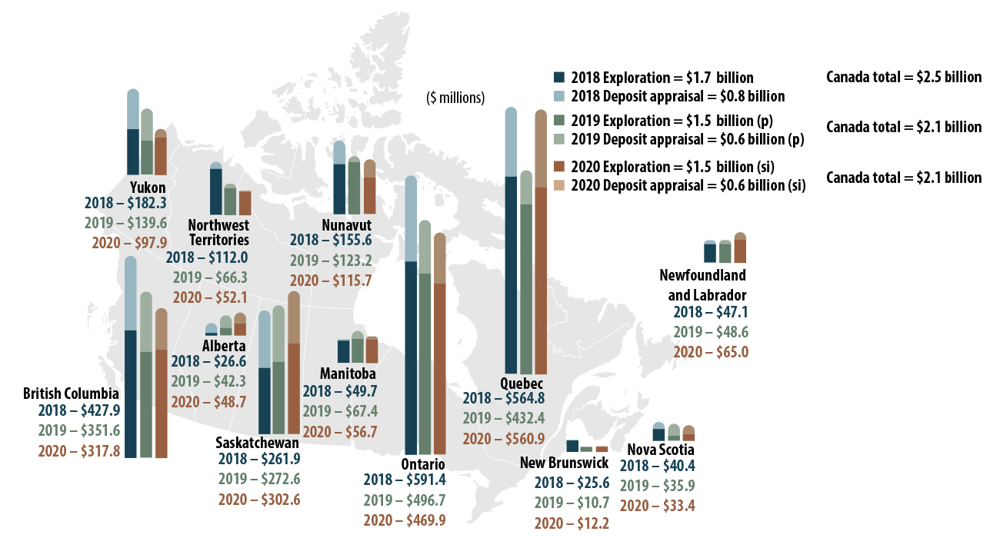 ($ millions)
2018 Exploration = $1.7 billion
2018 Deposit appraisal = $0.8 billion
Canada total = $2.5 billion
2019 Exploration = $1.5 billion (p)
2019 Deposit appraisal = $0.6 billion (p)
Canada total = $2.1 billion
2020 Exploration = $1.5 billion (si)
2020 Deposit appraisal = $0.6 billion (si)
Canada total = $2.1 billion
Yukon
2018 – $182.3
2019 – $139.6
2020 – $97.9
Northwest
Territories
2018 – $112.0
2019 – $66.3
2020 – $52.1
Nunavut
2018 – $155.6
2019 – $123.2
2020 – $115.7
Newfoundland
and Labrador
2018 – $47.1
2019 – $48.6
2020 – $65.0
British Columbia
2018 – $427.9
2019 – $351.6
2020 – $317.8
Alberta
2018 – $26.6
2019 – $42.3
2020 – $48.7
Saskatchewan
2018 – $261.9
2019 – $272.6
2020 – $302.6
Manitoba
2018 – $49.7
2019 – $67.4
2020 – $56.7
Ontario
2018 – $591.4
2019 – $496.7
2020 – $469.9
Quebec
2018 – $564.8
2019 – $432.4
2020 – $560.9
New Brunswick
2018 – $25.6
2019 – $10.7
2020 – $12.2
Nova Scotia
2018 – $40.4
2019 – $35.9
2020 – $33.4